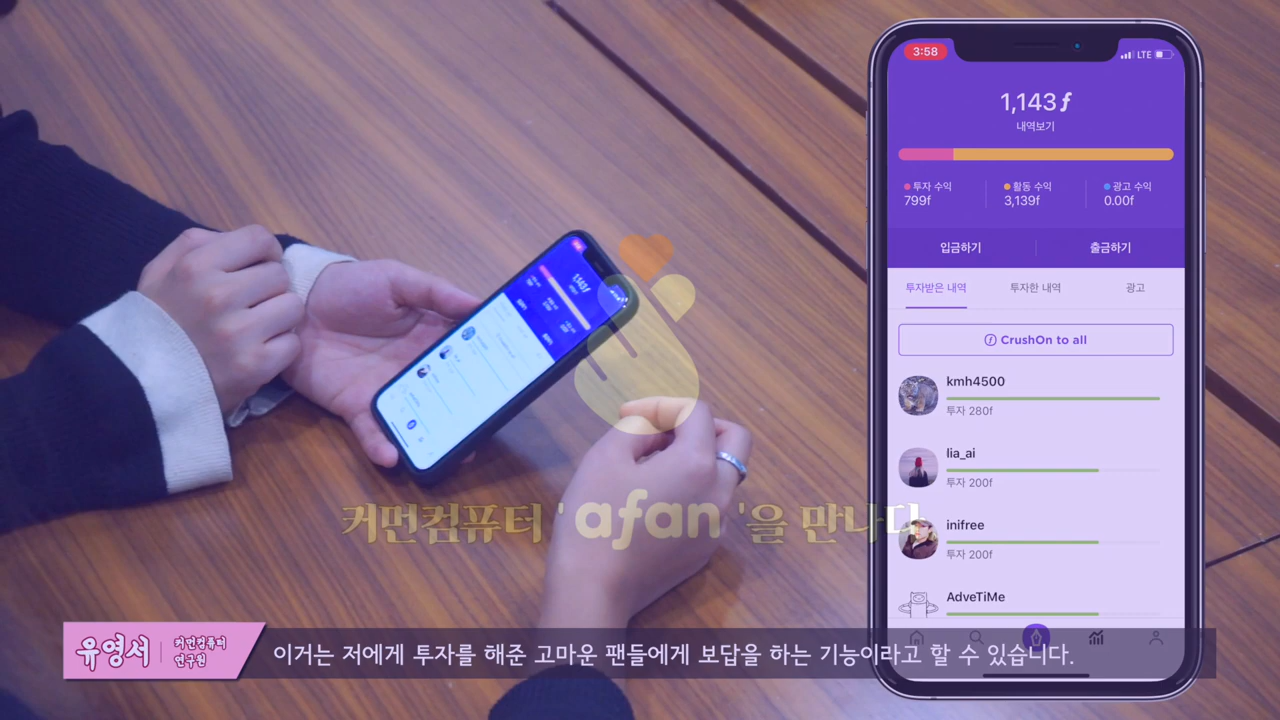 3:58
LTE
1,143 f
내역보기
투자 수익
799f
활동 수익
3,139f
광고 수익
0.00f
입금하기
출금하기
투자받은 내역
투자한 내역
광고
CrushOn to all
kmh4500
투자 280f
lia_ai
투자 200f
inifree
투자 200f
AdveTiMe
커먼컴퓨터 'afan'을 만나다
유영서
커먼컴퓨터
연구원
이거는 저에게 투자를 해준 고마운 팬들에게 보답을 하는 기능이라고 할 수 있습니다.